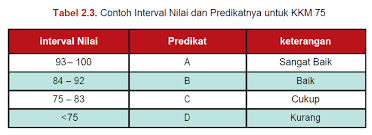 Tabel 2.3. Contoh Interval Nilai dan Predikatnya untuk KKM 75
interval Nilai Predikat keterangan
93 – 100 A Sangat Baik
84 – 92 B Baik
75 – 83 C Cukup
<75 D Kurang